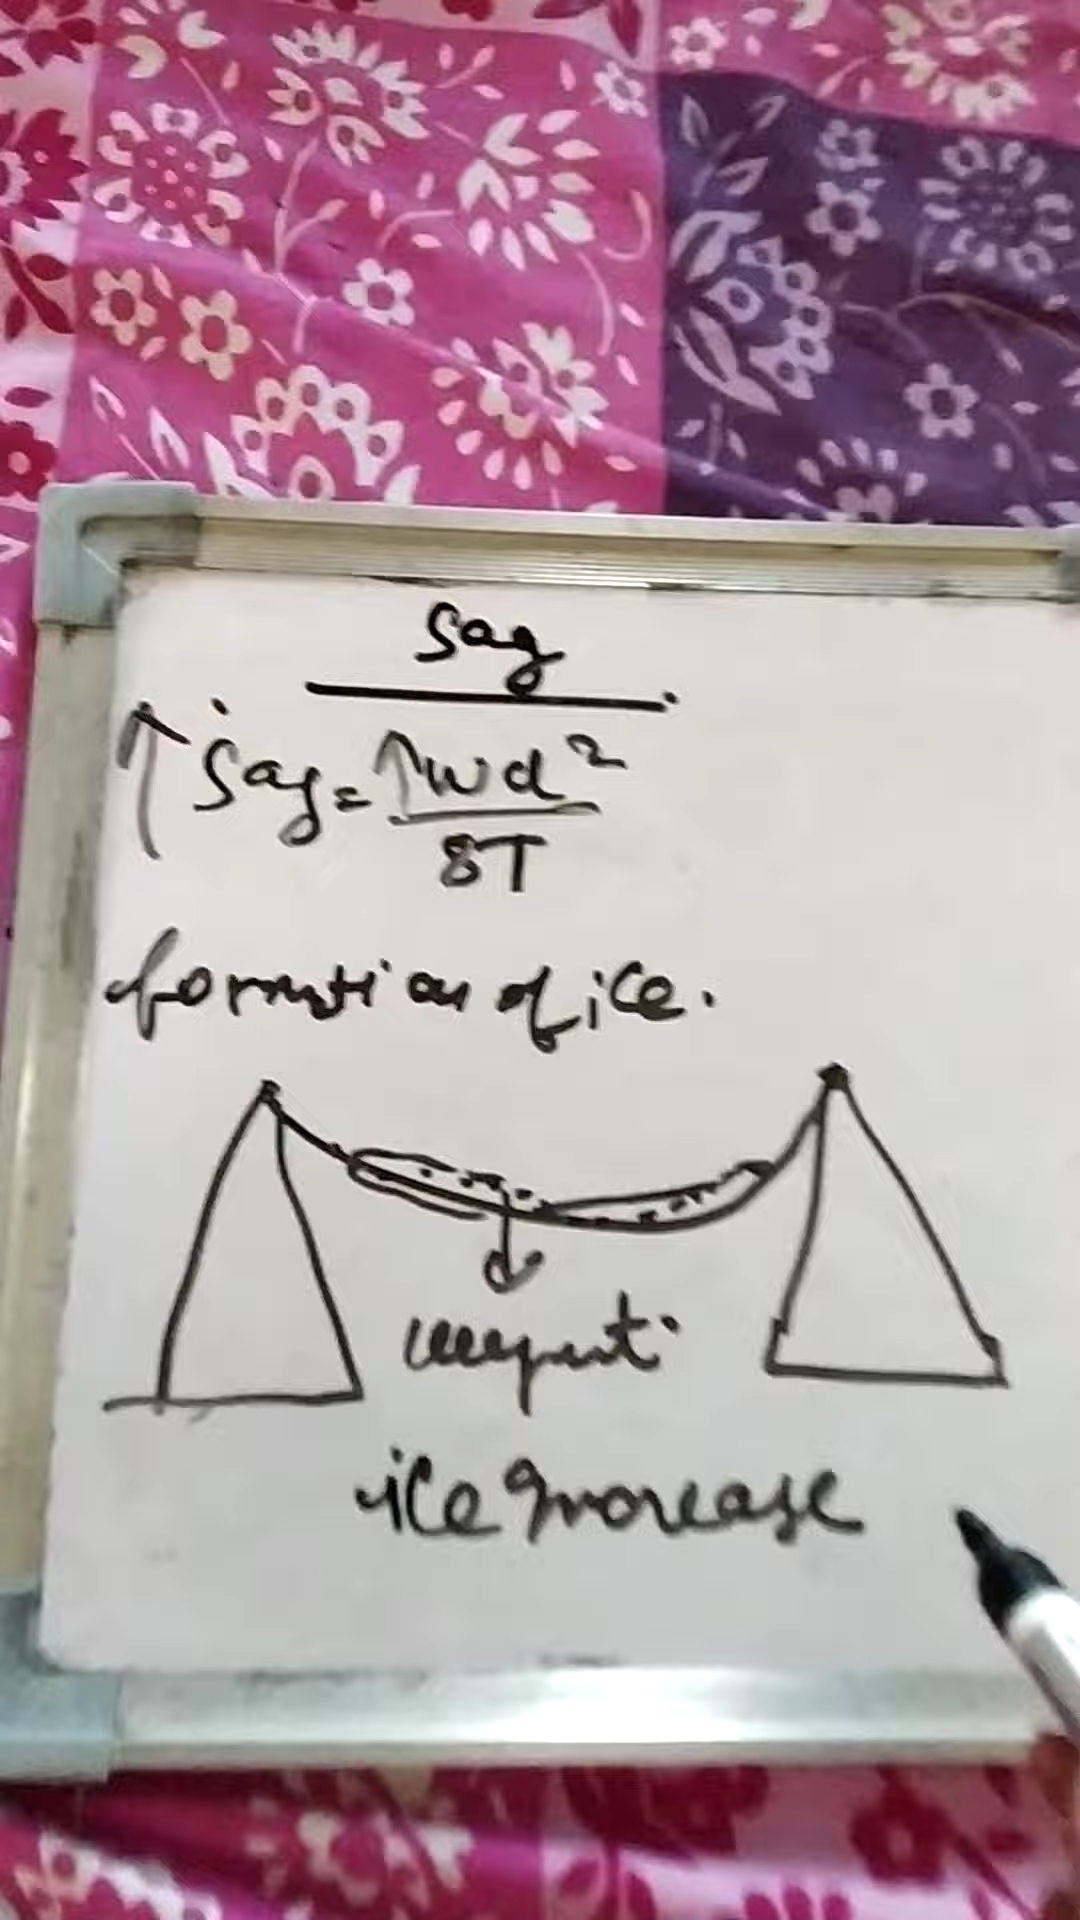 Sag
↑ Sag = ↑wd²/8T
formation of ice.
ice increase